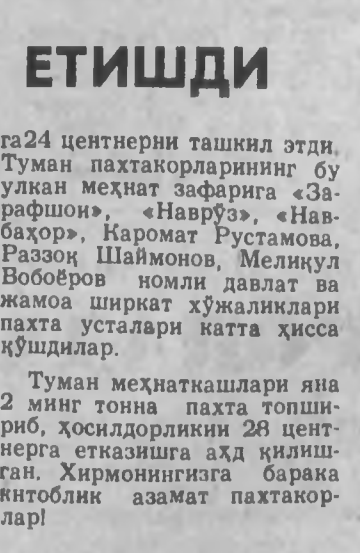 ЕТИШДИ
га24 центнерни ташкил этди.
Туман пахтакорларининг бу
улкан меҳнат зафарига «За-
рафшон», «Наврўз», «Нав-
баҳор», Каромат Рустамова,
Раззоқ Шаймонов, Мелиқул
Вобоёров номли давлат ва
жамоа ширкат хўжаликлари
пахта усталари катта ҳисса
қўшдилар.
Туман меҳнаткашлари яна
2 минг тонна пахта топши-
риб, ҳосилдорликни 28 цент-
нерга етказишга аҳд қилиш-
ган. Хирмонингизга барака
китоблик азамат пахтакор-
лар!